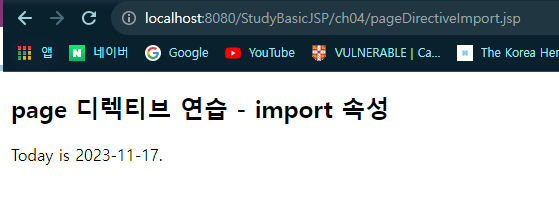 localhost:8080/StudyBasicJSP/ch04/pageDirectiveImport.jsp
앱 N 네이버 G Google YouTube VULNERABLE | Ca... N The Korea Her
page 디렉티브 연습 - import 속성
Today is 2023-11-17.